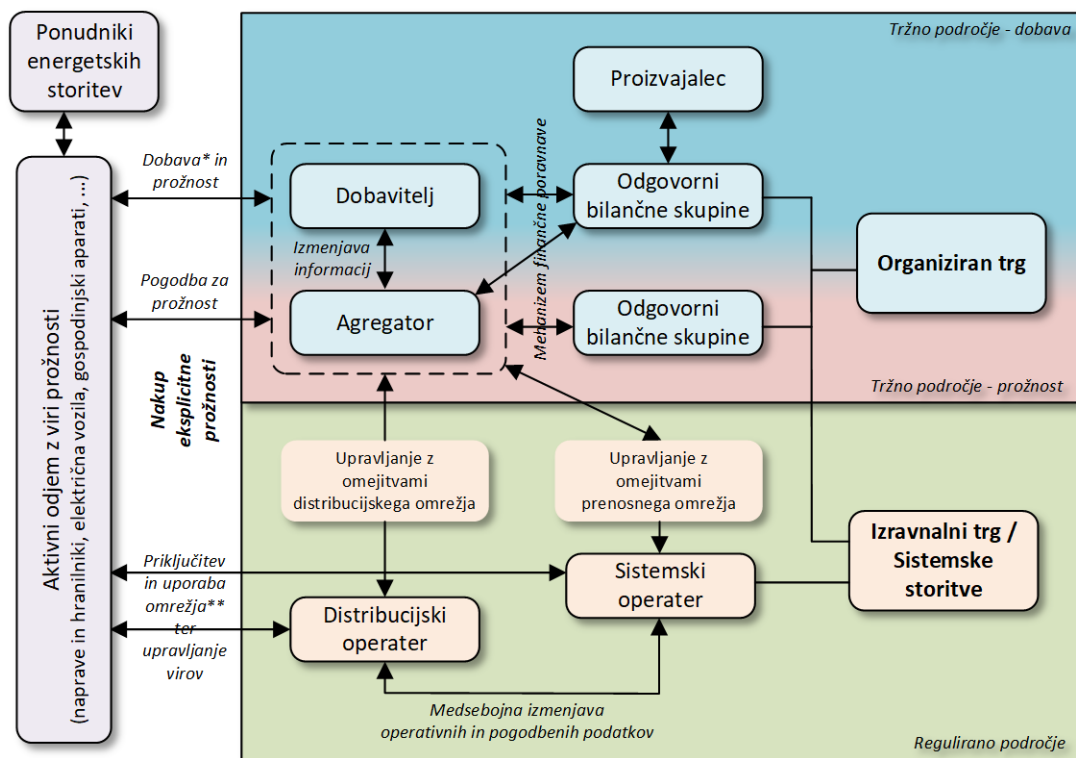 Ponudniki
energetskih
storitev
Aktivni odjem z viri prožnosti
(naprave in hranilniki, električna vozila, gospodinjski aparati, ...)
Dobava* in
prožnost
Pogodba za
prožnost
Nakup
eksplicitne
prožnosti
Priključitev
in uporaba
omrežja**
ter
upravljanje
virov
Tržno področje - dobava
Proizvajalec
Dobavitelj
Izmenjava
informacij
Agregator
Mehanizem finančne poravnave
Odgovorni
bilančne skupine
Odgovorni
bilančne skupine
Organiziran trg
Tržno področje - prožnost
Upravljanje z
omejitvami
distribucijskega omrežja
Upravljanje z
omejitvami
prenosnega omrežja
Sistemski
operater
Izravnalni trg /
Sistemske
storitve
Distribucijski
operater
Medsebojna izmenjava
operativnih in pogodbenih podatkov
Regulirano področje